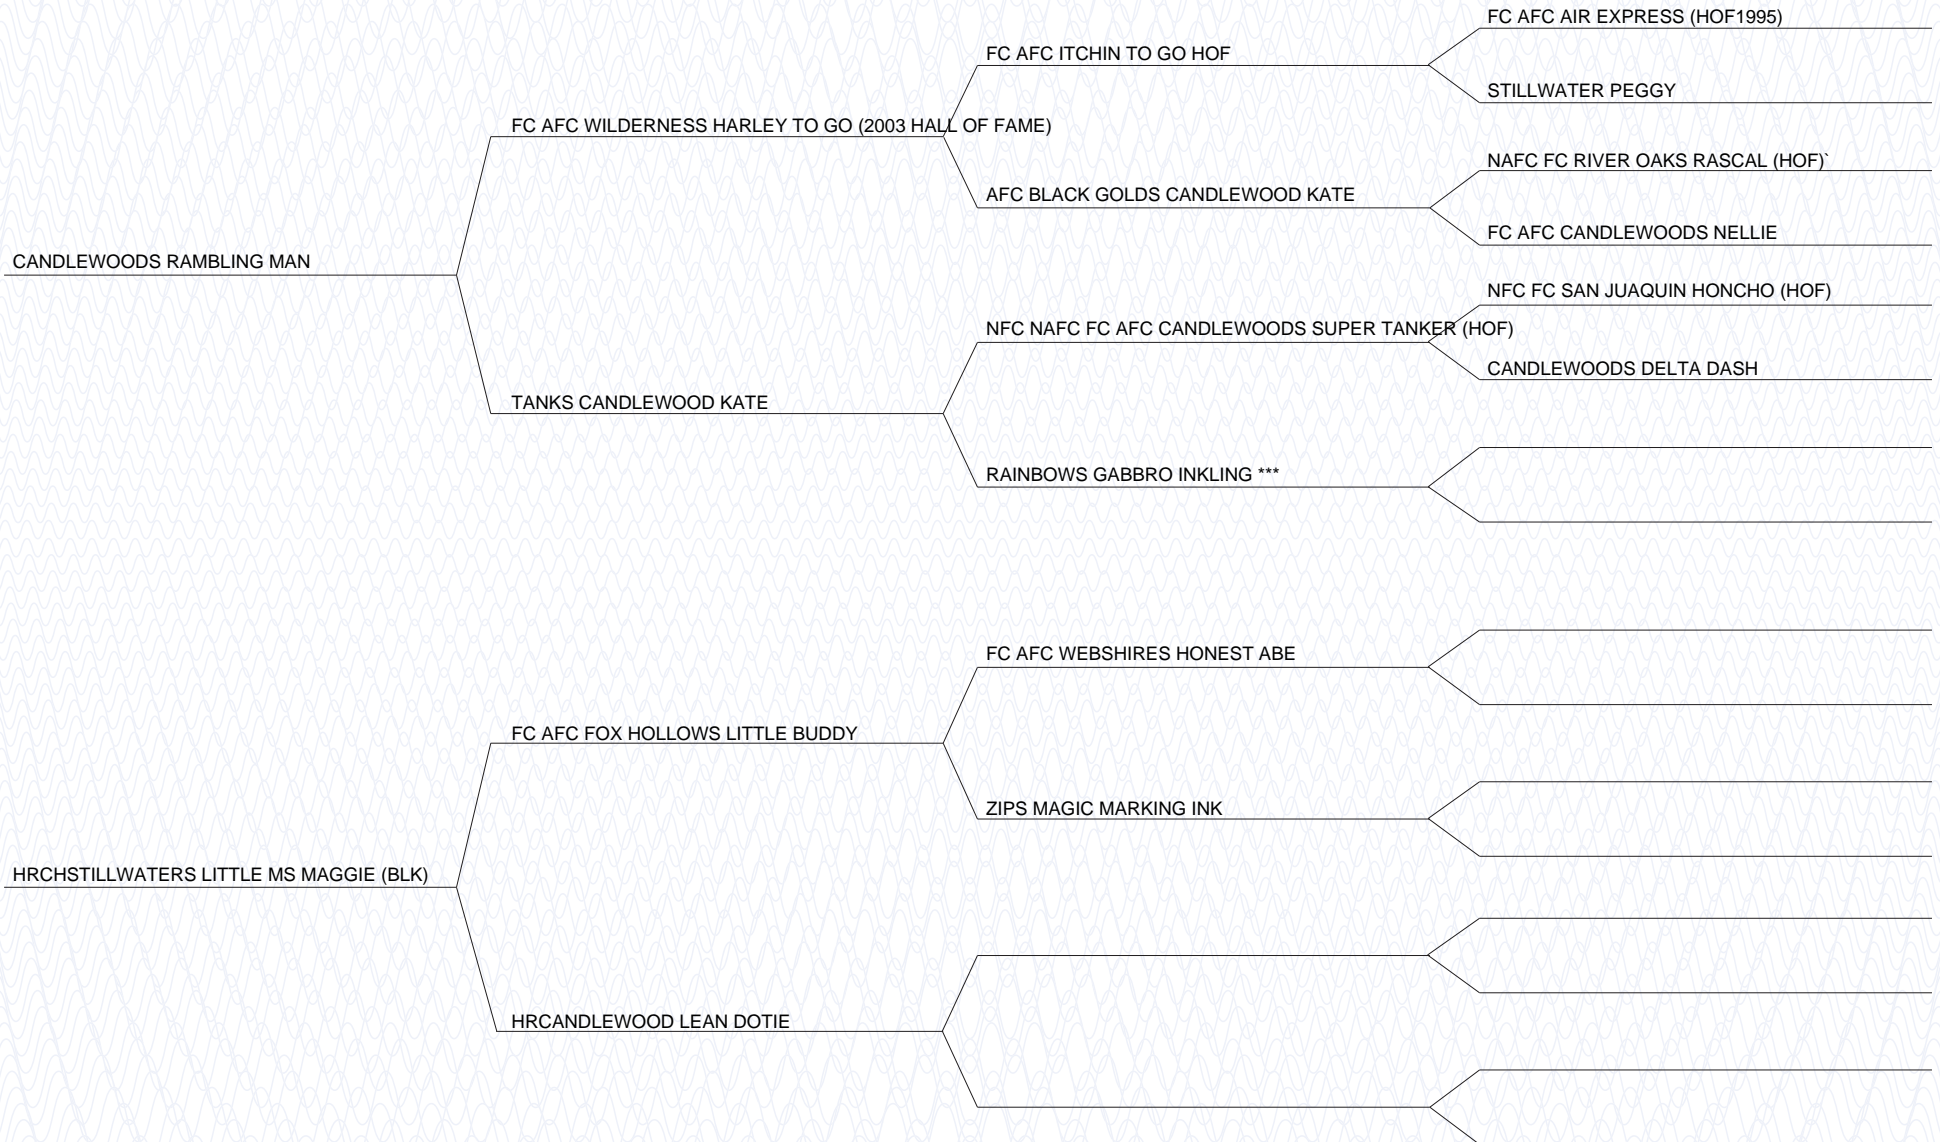 FC AFC AIR EXPRESS (HOF1995)
FC AFC ITCHIN TO GO HOF
STILLWATER PEGGY
FC AFC WILDERNESS HARLEY TO GO (2003 HALL OF FAME)
NAFC FC RIVER OAKS RASCAL (HOF)`
AFC BLACK GOLDS CANDLEWOOD KATE
FC AFC CANDLEWOODS NELLIE
CANDLEWOODS RAMBLING MAN
NFC FC SAN JUAQUIN HONCHO (HOF)
NFC NAFC FC AFC CANDLEWOODS SUPER TANKER (HOF)
CANDLEWOODS DELTA DASH
TANKS CANDLEWOOD KATE
RAINBOWS GABBRO INKLING ***
FC AFC WEBSHIRES HONEST ABE
FC AFC FOX HOLLOWS LITTLE BUDDY
ZIPS MAGIC MARKING INK
HRCHSTILLWATERS LITTLE MS MAGGIE (BLK)
HRCANDLEWOOD LEAN DOTIE